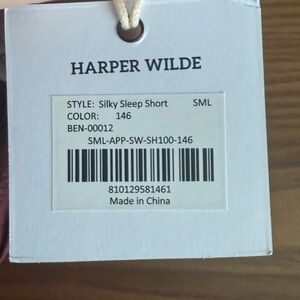 HARPER WILDE
STYLE: Silky Sleep Short SML
COLOR: 146
BEN-00012
SML-APP-SW-SH100-146
810129581461
Made in China